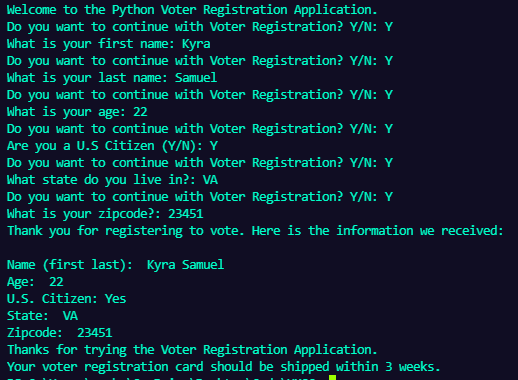 Welcome to the Python Voter Registration Application.
Do you want to continue with Voter Registration? Y/N: Y
What is your first name: Kyra
Do you want to continue with Voter Registration? Y/N: Y
What is your last name: Samuel
Do you want to continue with Voter Registration? Y/N: Y
What is your age: 22
Do you want to continue with Voter Registration? Y/N: Y
Are you a U.S Citizen (Y/N): Y
Do you want to continue with Voter Registration? Y/N: Y
What state do you live in?: VA
Do you want to continue with Voter Registration? Y/N: Y
What is your zipcode?: 23451
Thank you for registering to vote. Here is the information we received:

Name (first last):  Kyra Samuel
Age:  22
U.S. Citizen: Yes
State:  VA
Zipcode:  23451
Thanks for trying the Voter Registration Application.
Your voter registration card should be shipped within 3 weeks.